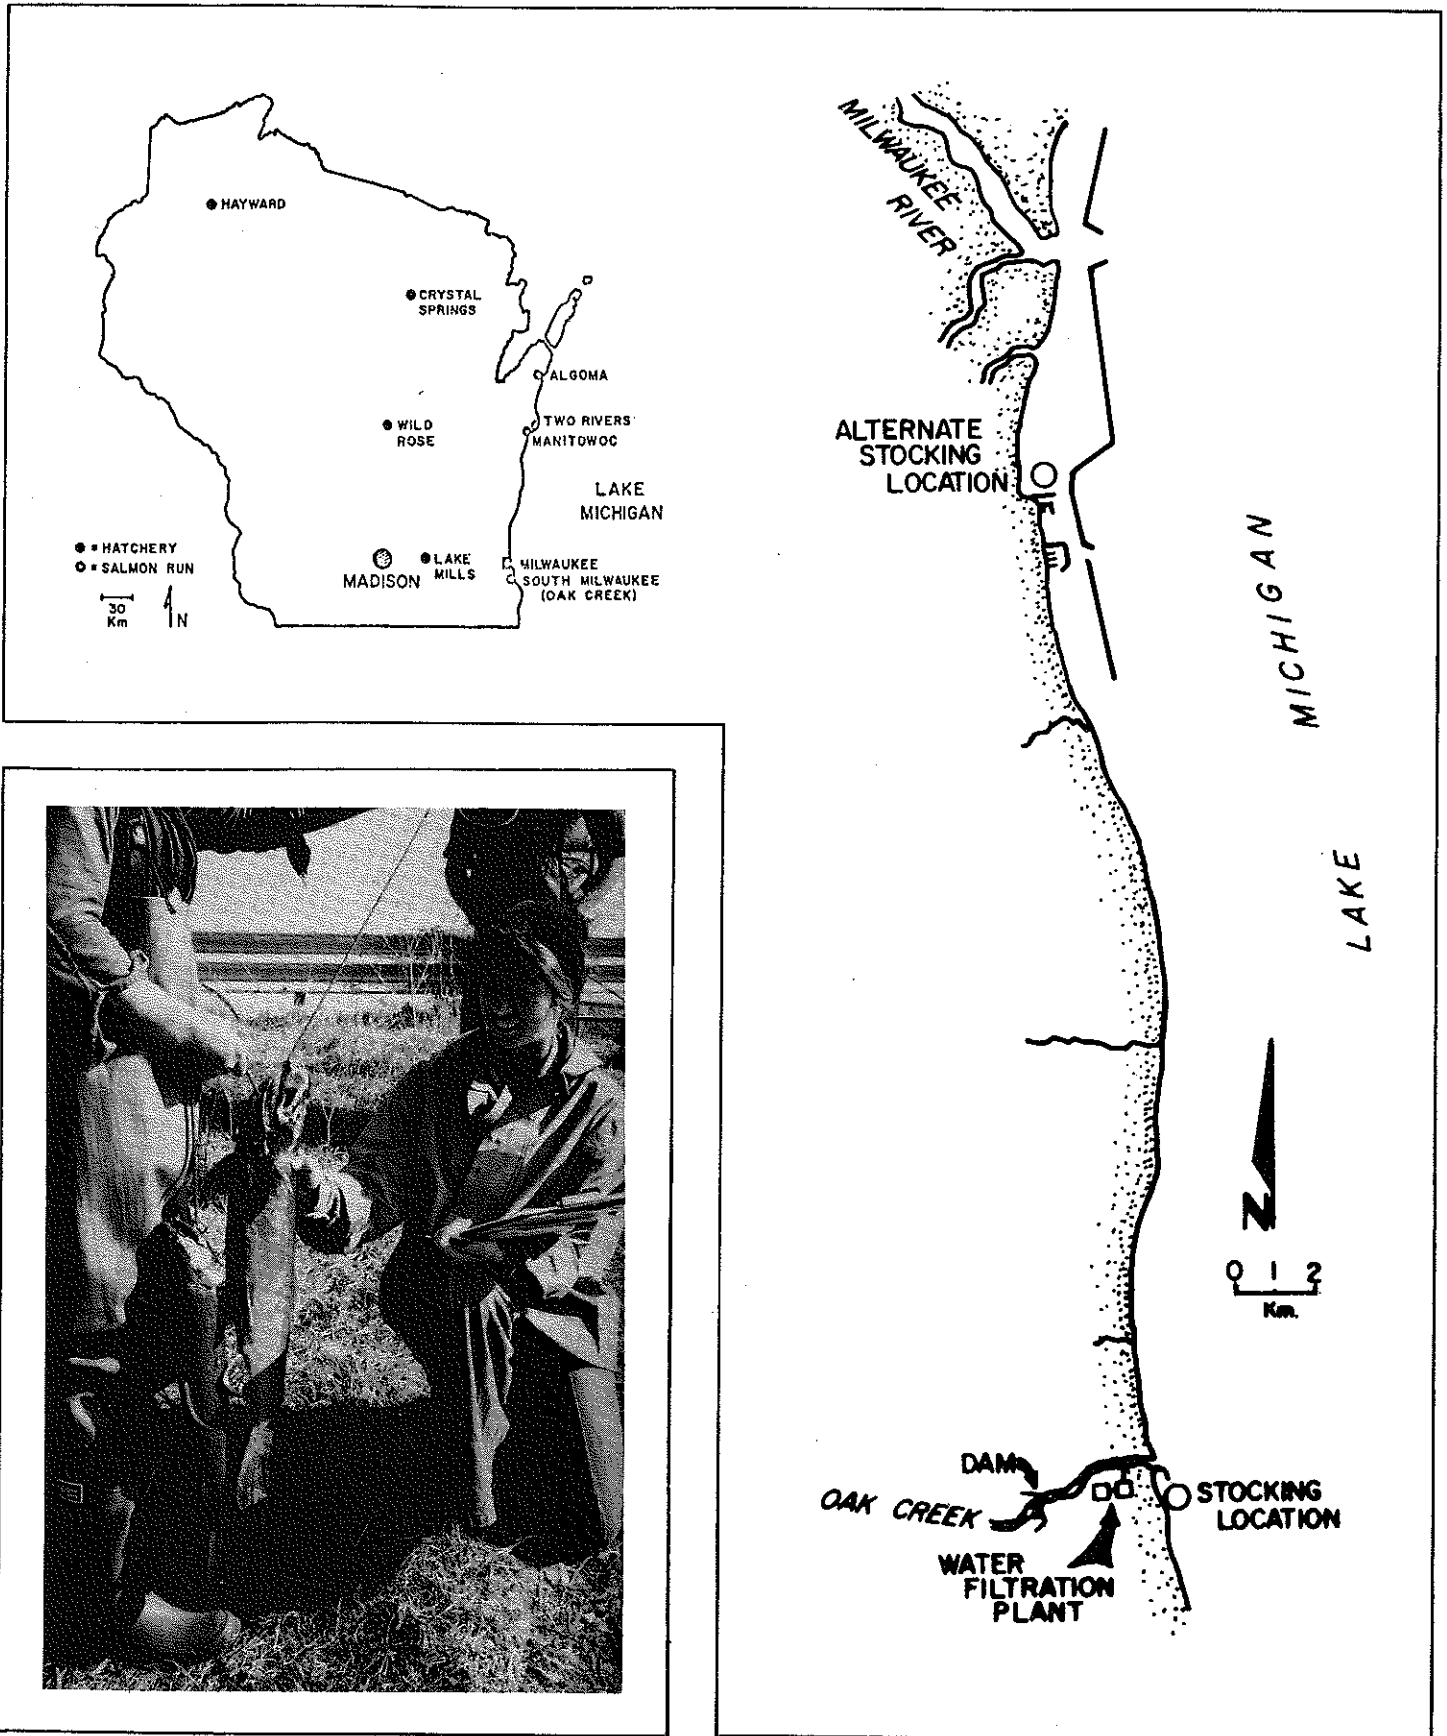 HAYWARD
CRYSTAL
SPRINGS
ALGOMA
WILD
ROSE
TWO RIVERS
MANITOWOC
LAKE
MICHIGAN
● = HATCHERY
○ = SALMON RUN
MADISON
LAKE
MILLS
MILWAUKEE
SOUTH MILWAUKEE
(OAK CREEK)
30
Km
N
MILWAUKEE
RIVER
ALTERNATE
STOCKING
LOCATION
LAKE MICHIGAN
N
0 1 2
Km.
DAM
OAK CREEK
STOCKING
LOCATION
WATER
FILTRATION
PLANT